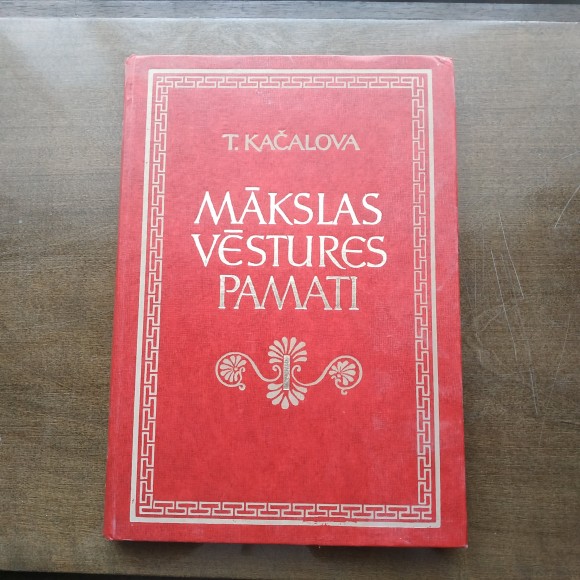 T. KAČALOVA
MĀKSLAS
VĒSTURES
PAMATI